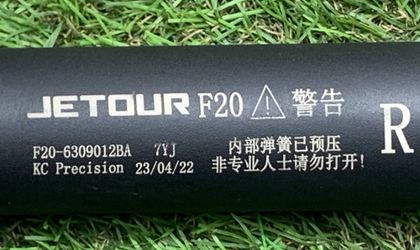 JETOUR F20 警告 R
F20-6309012BA 7YJ 内部弹簧已预压
KC Precision 23/04/22 非专业人士请勿打开!